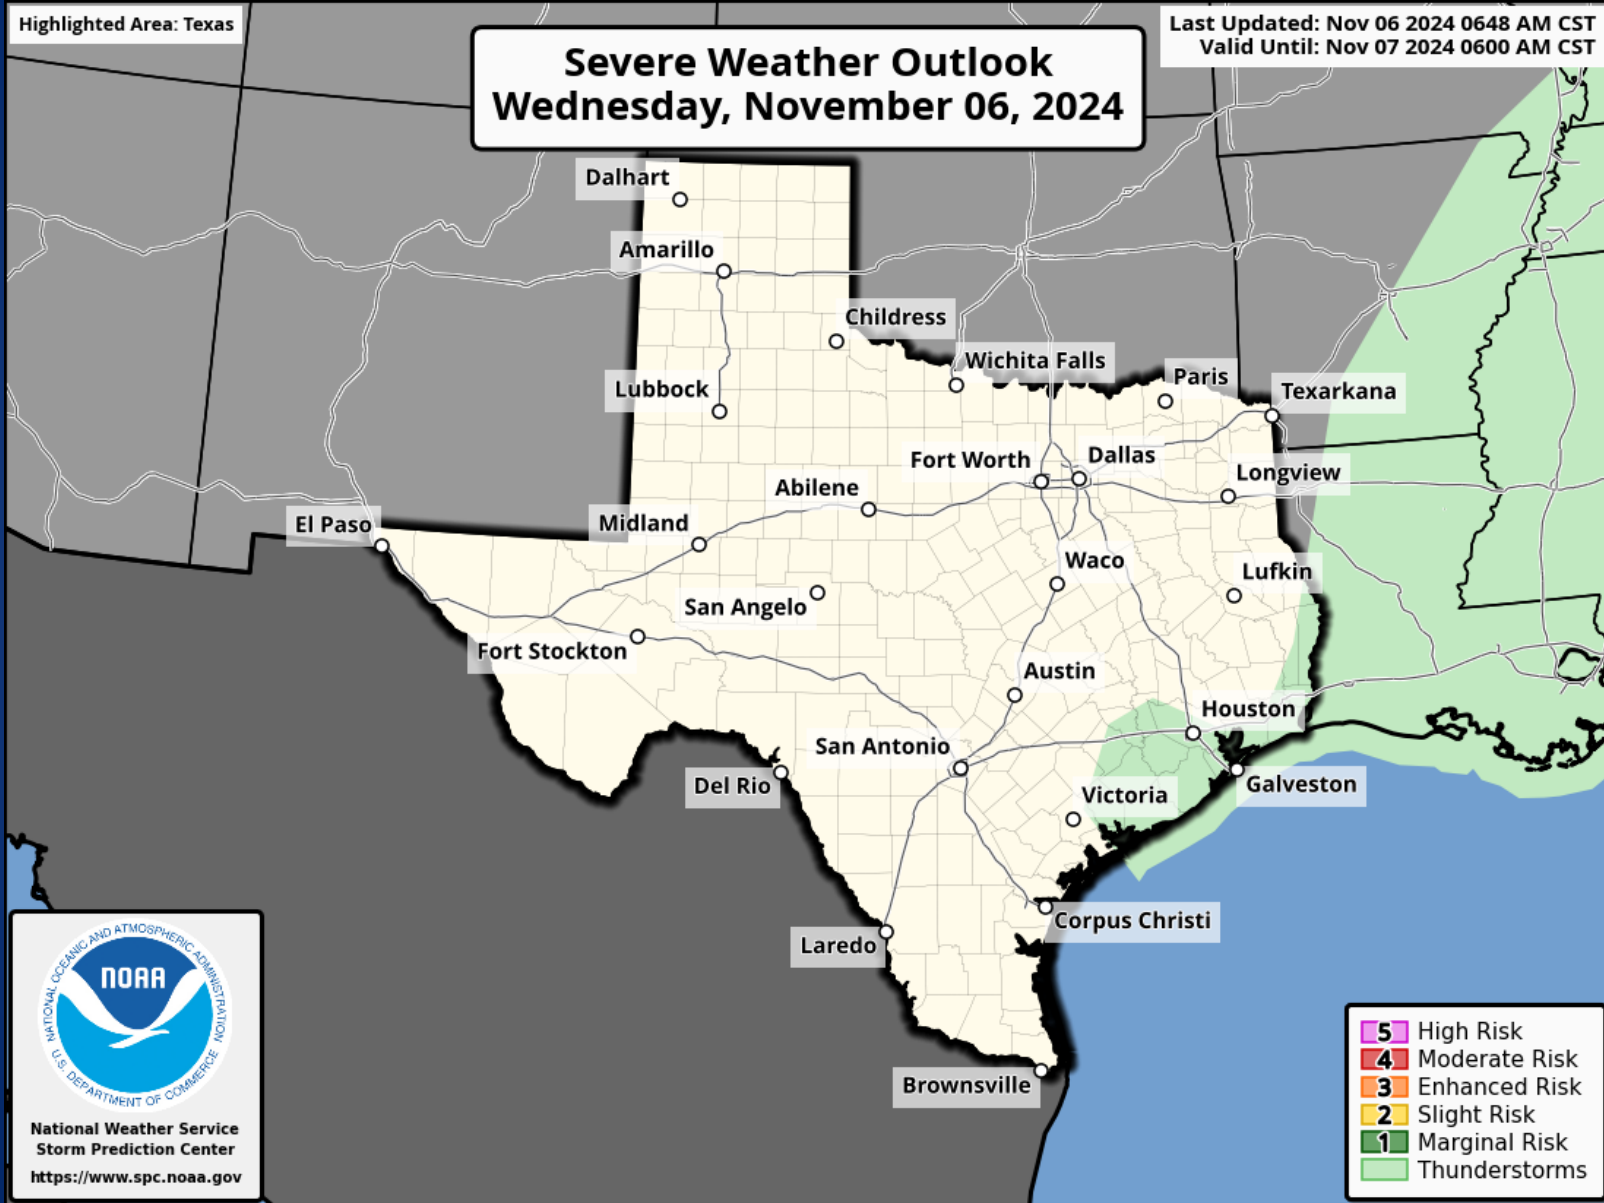 Highlighted Area: Texas
Severe Weather Outlook
Wednesday, November 06, 2024
Last Updated: Nov 06 2024 0648 AM CST
Valid Until: Nov 07 2024 0600 AM CST
Dalhart
Amarillo
Childress
Wichita Falls
Paris
Texarkana
Lubbock
Fort Worth
Dallas
Longview
Abilene
El Paso
Midland
Waco
Lufkin
San Angelo
Fort Stockton
Austin
Houston
San Antonio
Del Rio
Victoria
Galveston
Corpus Christi
Laredo
Brownsville
NATIONAL OCEANIC AND ATMOSPHERIC ADMINISTRATION
NOAA
U.S. DEPARTMENT OF COMMERCE
National Weather Service
Storm Prediction Center
https://www.spc.noaa.gov
5 High Risk
4 Moderate Risk
3 Enhanced Risk
2 Slight Risk
1 Marginal Risk
Thunderstorms